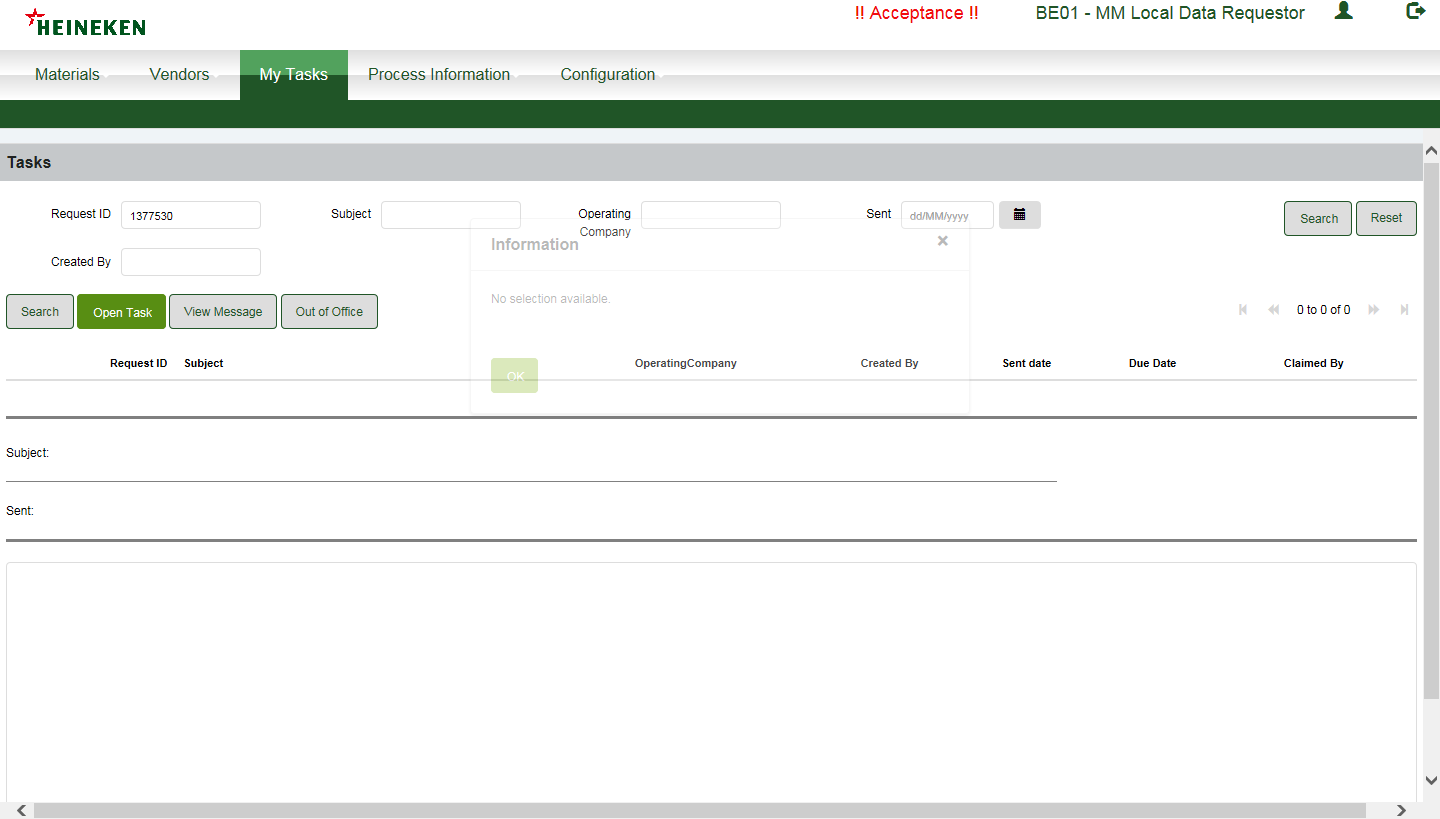 HEINEKEN
!! Acceptance !!
BE01 - MM Local Data Requestor
Materials
Vendors
My Tasks
Process Information
Configuration
Tasks
Request ID
1377530
Subject
Operating
Company
Sent
dd/MM/yyyy
Search
Reset
Created By
Information
No selection available.
OK
Search
Open Task
View Message
Out of Office
0 to 0 of 0
Request ID
Subject
OperatingCompany
Created By
Sent date
Due Date
Claimed By
Subject:
Sent: